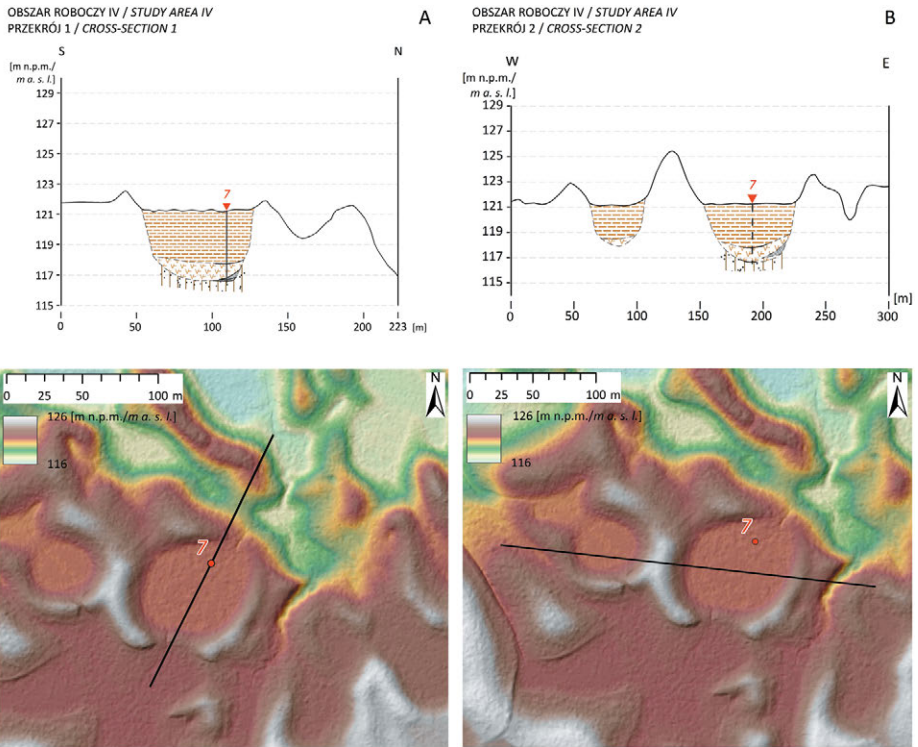 OBSZAR ROBOCZY IV / STUDY AREA IV
PRZEKRÓJ 1 / CROSS-SECTION 1
A
S
N
[m n.p.m./
m a. s. l.]
129
127
125
123
121
119
117
115
7
0
50
100
150
200
223
[m]
OBSZAR ROBOCZY IV / STUDY AREA IV
PRZEKRÓJ 2 / CROSS-SECTION 2
B
W
E
[m n.p.m./
m a. s. l.]
129
127
125
123
121
119
117
115
7
[m]
0
50
100
150
200
250
300
0 25 50 100 m
N
126 [m n.p.m./m a. s. l.]
116
7
0 25 50 100 m
N
126 [m n.p.m./m a. s. l.]
116
7